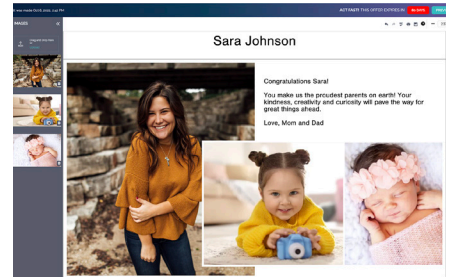 ACT FAST! THIS OFFER EXPIRES IN
IMAGES
Sara Johnson
Congratulations Sara!
You make us the proudest parents on earth! Your
kindness, creativity and curiosity will pave the way for
great things ahead.
Love, Mom and Dad